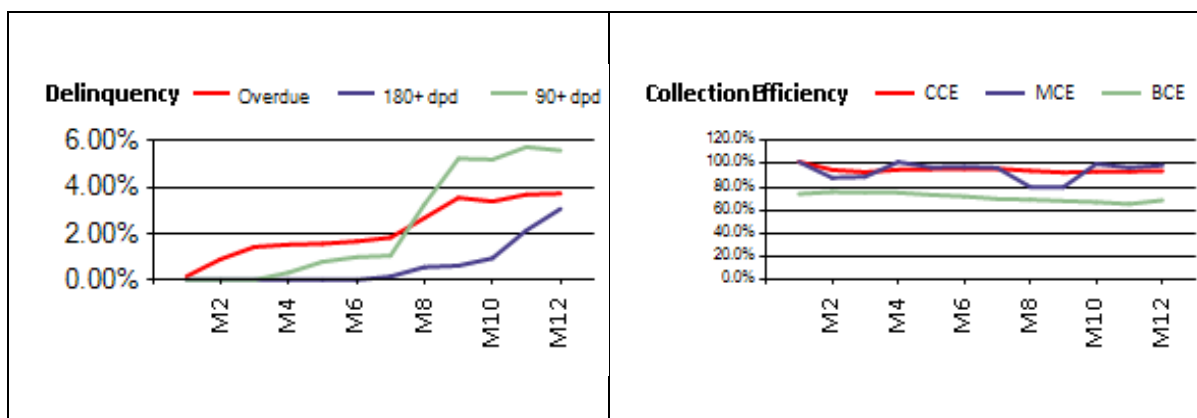 Delinquency Overdue 180+ dpd 90+ dpd
6.00%
4.00%
2.00%
0.00%
M2 M4 M6 M8 M10 M12
Collection Efficiency CCE MCE BCE
120.0%
100.0%
80.0%
60.0%
40.0%
20.0%
0.0%
M2 M4 M6 M8 M10 M12